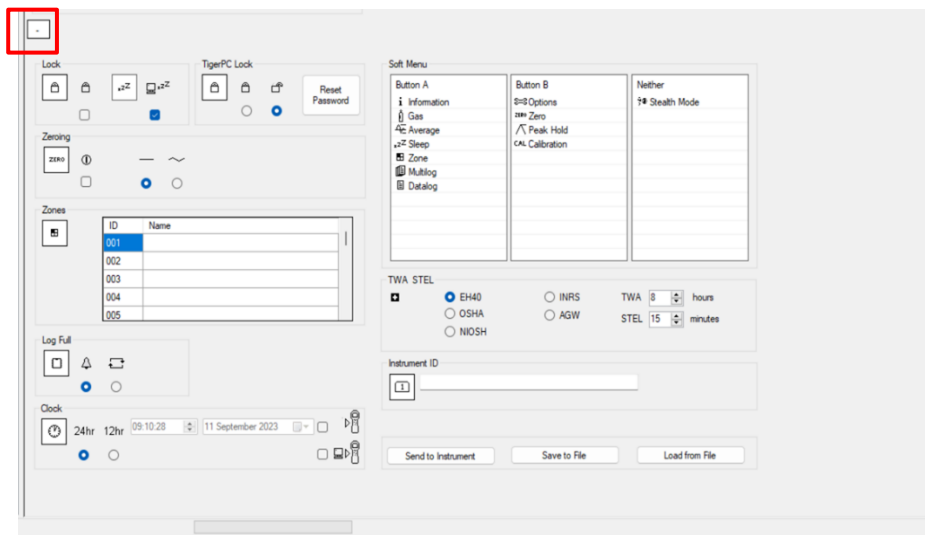 -
Lock
TigerPC Lock
Soft Menu
Reset
Password
Button A
Infomation
Gas
Average
Sleep
Zone
Multilog
Datalog
Button B
Options
ZERO Zero
Peak Hold
CAL Calibration
Neither
Stealth Mode
Zeroing
ZERO
Zones
ID Name
001
002
003
004
005
TWA STEL
EH40 INRS TWA 8 hours
OSHA AGW STEL 15 minutes
NIOSH
Log Full
Instrument ID
1
Clock
24hr 12hr 09:10:28 11 September 2023
Send to Instrument Save to File Load from File